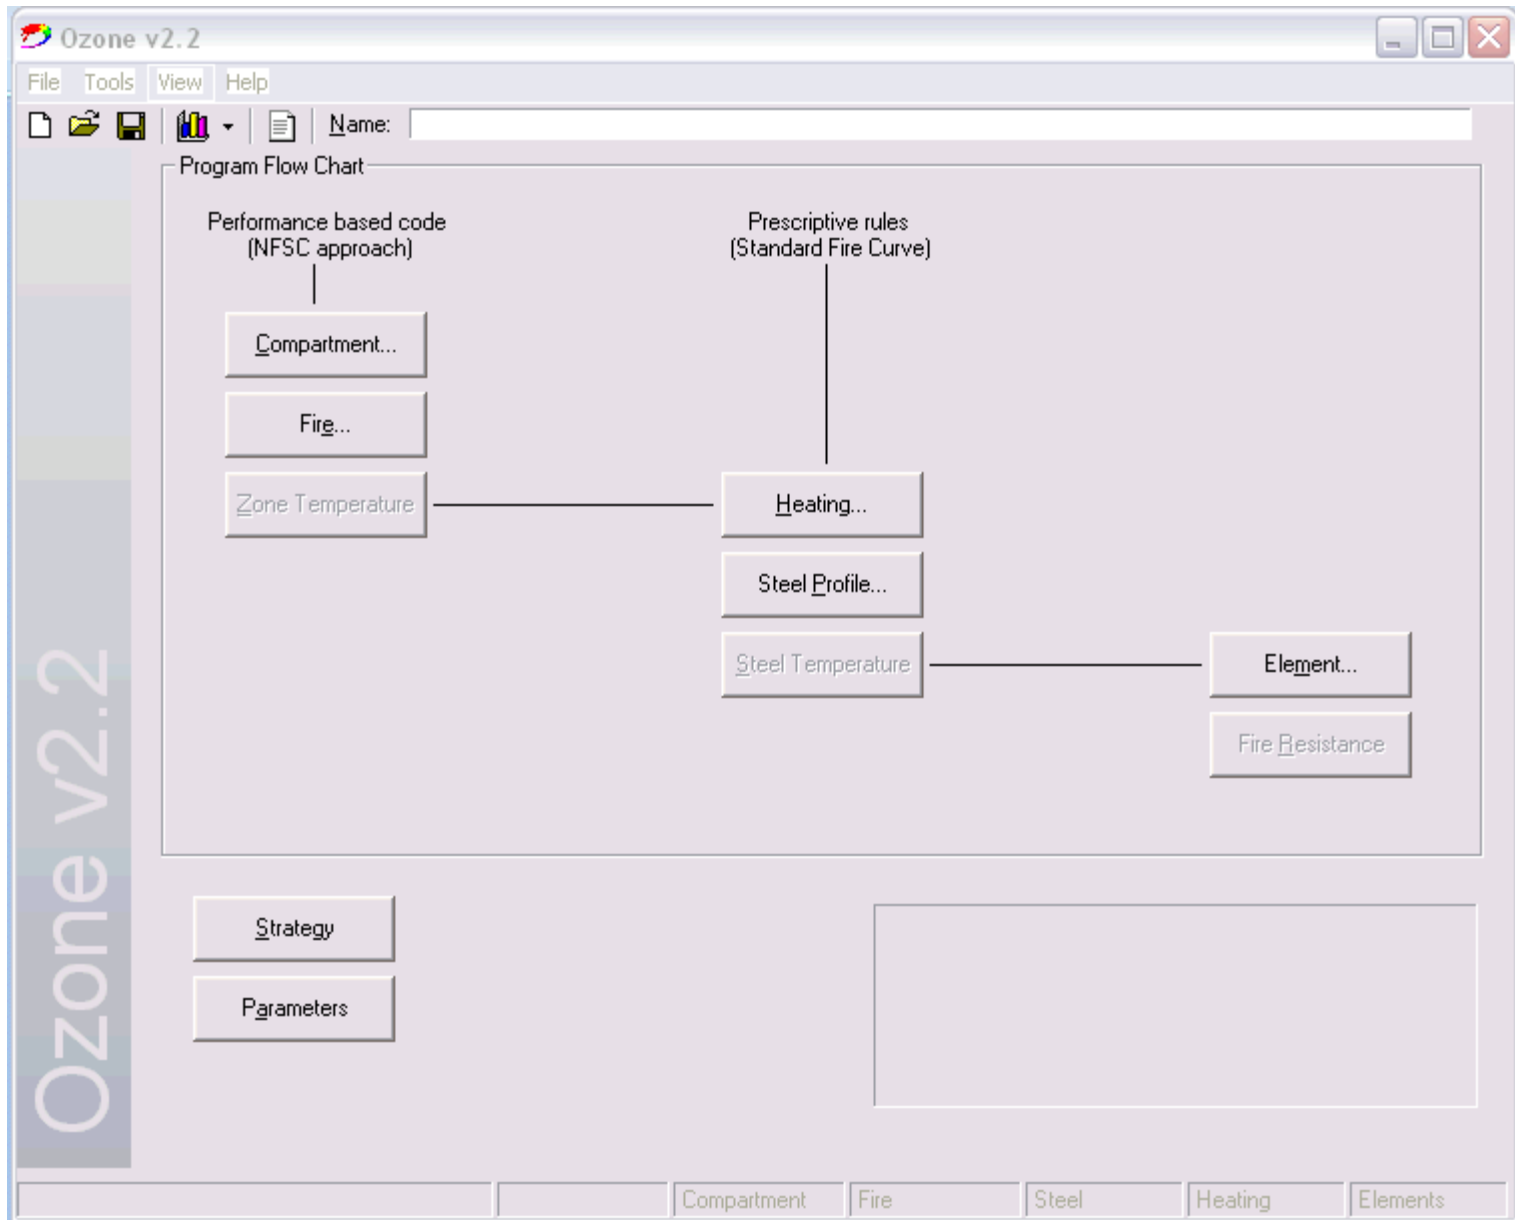 Ozone v2.2
File Tools View Help
Name:
Program Flow Chart
Performance based code
(NFSC approach)
Prescriptive rules
(Standard Fire Curve)
Compartment...
Fire...
Zone Temperature
Heating...
Steel Profile...
Steel Temperature
Element...
Fire Resistance
Ozone v2.2
Strategy
Parameters
Compartment Fire Steel Heating Elements